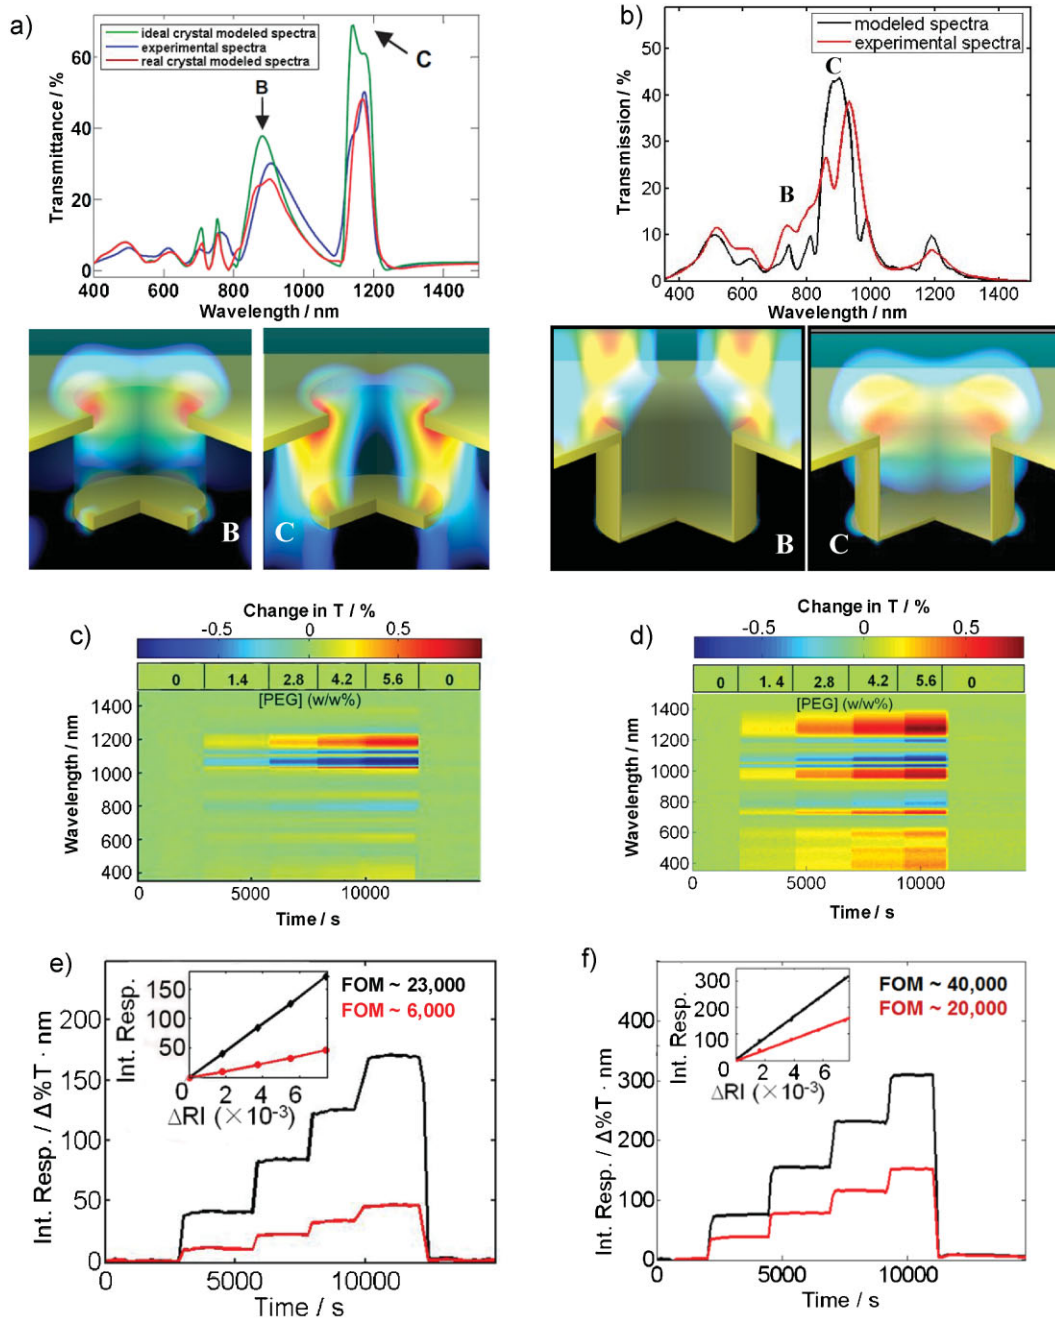 a)
ideal crystal modeled spectra
experimental spectra
real crystal modeled spectra
B
C
Transmittance / %
60
40
20
0
400 600 800 1000 1200 1400
Wavelength / nm
b)
modeled spectra
experimental spectra
C
B
Transmission / %
50
40
30
20
10%
0
400 600 800 1000 1200 1400
Wavelength / nm
B
C
B
C
c)
Change in T / %
-0.5 0 0.5
0 1.4 2.8 4.2 5.6 0
[PEG] (w/w%)
Wavelength / nm
1400
1200
1000
800
600
400
0 5000 10000
Time / s
d)
Change in T / %
-0.5 0 0.5
0 1. 4 2.8 4.2 5.6 0
[PEG] (w/w%)
Wavelength / nm
1400
1200
1000
800
600
400
0 5000 10000
Time / s
e)
FOM ~ 23,000
FOM ~ 6,000
Int. Resp. / Δ%T · nm
200
150
100
50
0
0 5000 10000
Time / s
Int. Resp.
150
100
50
0 2 4 6
ΔRI (×10⁻³)
f)
FOM ~ 40,000
FOM ~ 20,000
Int. Resp. / Δ%T · nm
400
300
200
100
0
0 5000 10000
Time / s
Int. Resp.
300
200
100
0 2 4 6
ΔRI (×10⁻³)